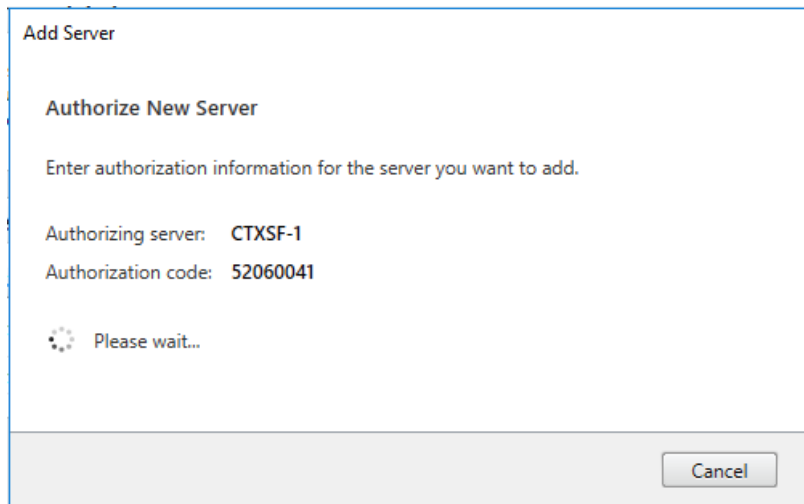 Add Server
Authorize New Server
Enter authorization information for the server you want to add.
Authorizing server: CTXSF-1
Authorization code: 52060041
Please wait...
Cancel